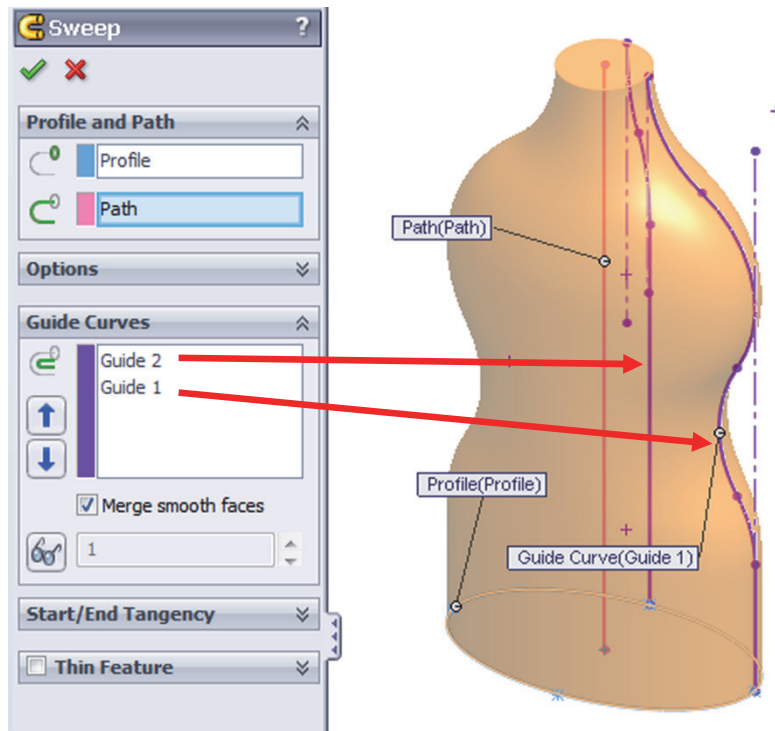 Sweep ?
Profile and Path
Profile
Path
Options
Guide Curves
Guide 2
Guide 1
Merge smooth faces
1
Start/End Tangency
Thin Feature
Path(Path)
Profile(Profile)
Guide Curve(Guide 1)